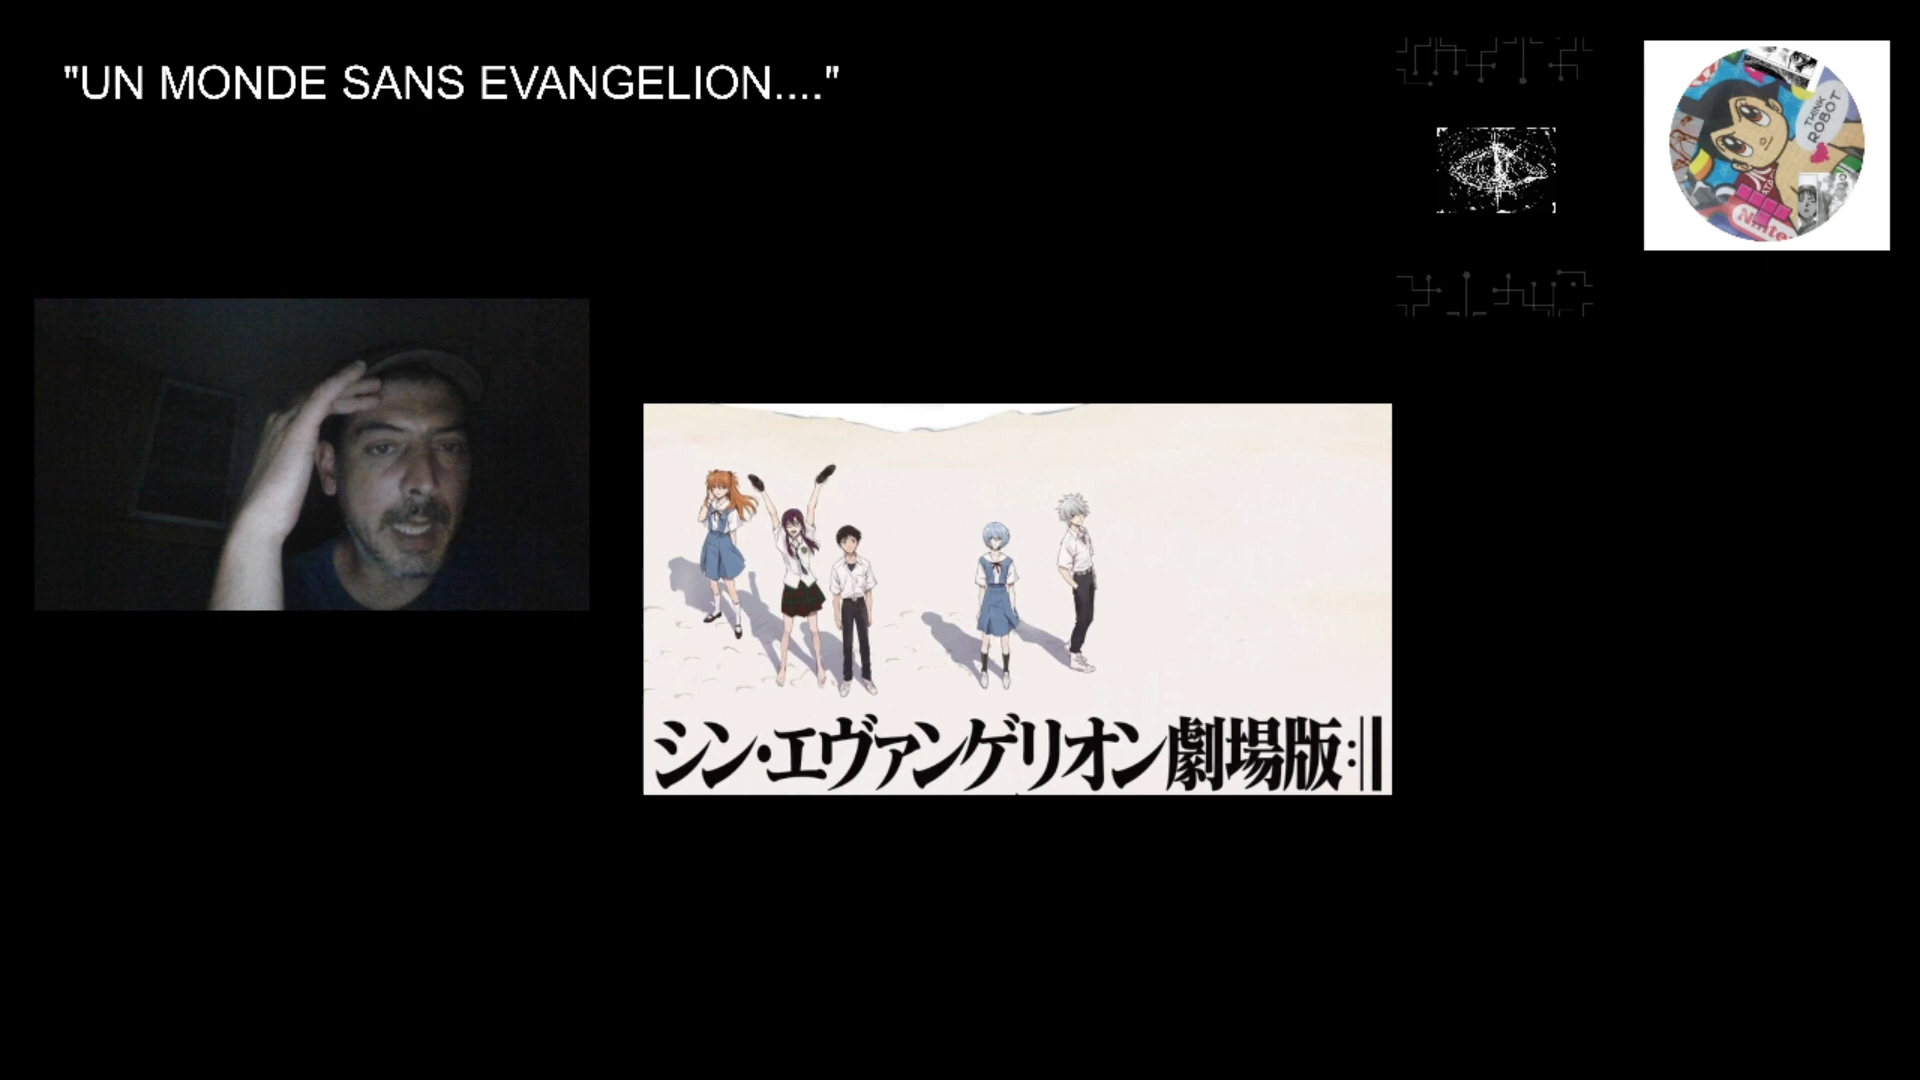 "UN MONDE SANS EVANGELION...."
THINK
ROBOT
Ninte
シン・エヴァンゲリオン劇場版:||